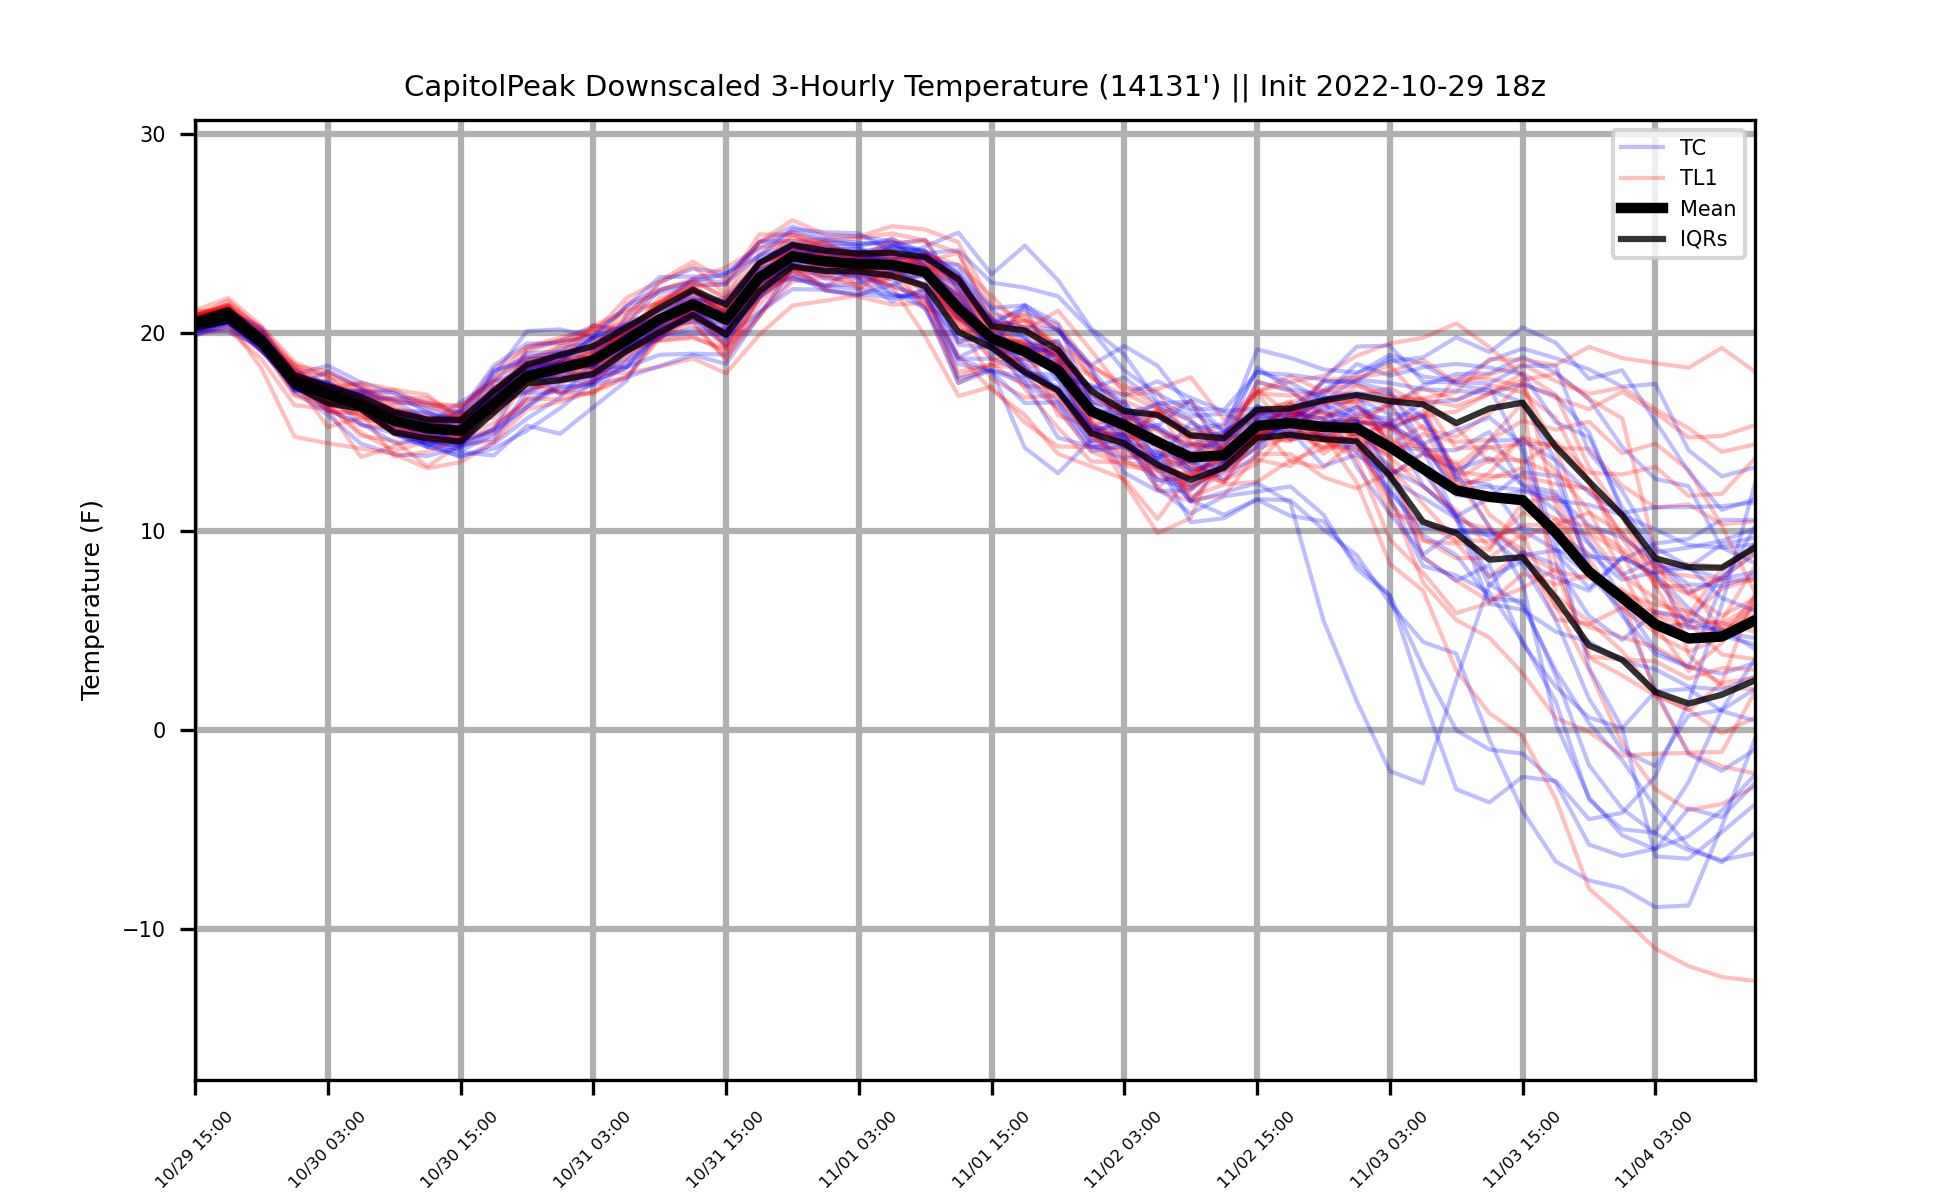 CapitolPeak Downscaled 3-Hourly Temperature (14131') || Init 2022-10-29 18z
TC
TL1
Mean
IQRs
Temperature (F)
30
20
10
0
−10
10/29 15:00
10/30 03:00
10/30 15:00
10/31 03:00
10/31 15:00
11/01 03:00
11/01 15:00
11/02 03:00
11/02 15:00
11/03 03:00
11/03 15:00
11/04 03:00